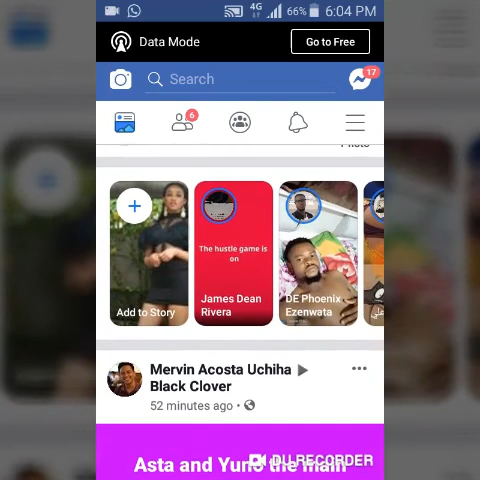 4G 66% 6:04 PM
Data Mode
Go to Free
Search
17
6
Photo
Add to Story
The hustle game is
on
James Dean
Rivera
DE Phoenix
Ezenwata
علي
Mervin Acosta Uchiha ▶
Black Clover
52 minutes ago •
Asta and Yuno the main
DU RECORDER